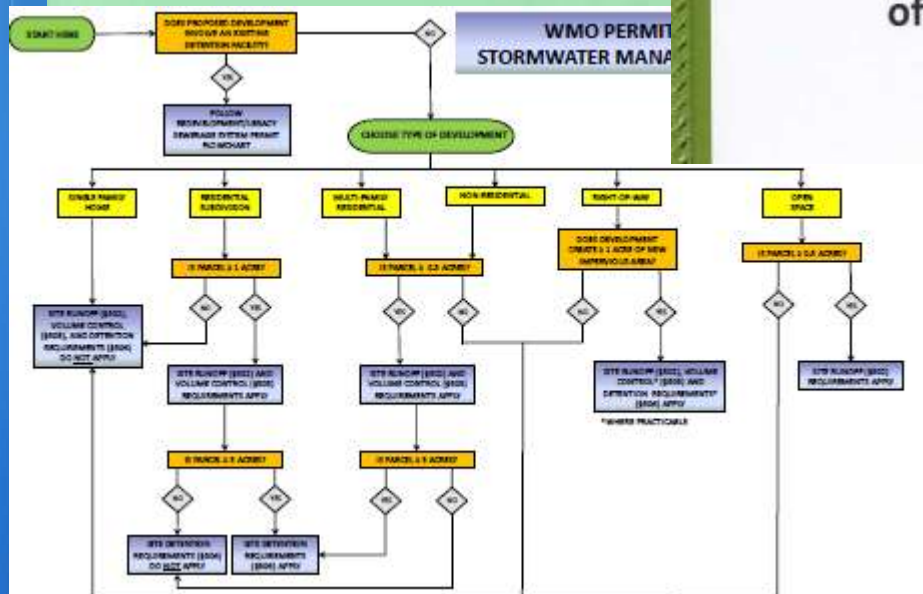 of
START HERE
DOES PROPOSED DEVELOPMENT
INVOLVE AN EXISTING
DETENTION FACILITY?
NO
WMO PERMIT
STORMWATER MANA
YES
FOLLOW
REDEVELOPMENT/LEGACY
SEWERAGE SYSTEM PERMIT
FLOWCHART
CHOOSE TYPE OF DEVELOPMENT
SINGLE FAMILY
HOME
RESIDENTIAL
SUBDIVISION
MULTI-FAMILY
RESIDENTIAL
NON-RESIDENTIAL
RIGHT-OF-WAY
OPEN
SPACE
DOES DEVELOPMENT
CREATE ≥ 1 ACRE OF NEW
IMPERVIOUS AREA?
IS PARCEL ≥ 1 ACRE?
IS PARCEL ≥ 0.5 ACRE?
IS PARCEL ≥ 0.5 ACRE?
NO
YES
YES
NO
NO
YES
NO
YES
SITE RUNOFF (§502),
VOLUME CONTROL
(§503), AND DETENTION
REQUIREMENTS (§504)
DO NOT APPLY
SITE RUNOFF (§502) AND
VOLUME CONTROL (§503)
REQUIREMENTS APPLY
SITE RUNOFF (§502) AND
VOLUME CONTROL (§503)
REQUIREMENTS APPLY
SITE RUNOFF (§502), VOLUME
CONTROL* (§503) AND
DETENTION REQUIREMENTS*
(§504) APPLY
*WHERE PRACTICABLE
SITE RUNOFF (§502)
REQUIREMENTS APPLY
IS PARCEL ≥ 5 ACRES?
IS PARCEL ≥ 3 ACRES?
NO
YES
YES
NO
SITE DETENTION
REQUIREMENTS (§504)
DO NOT APPLY
SITE DETENTION
REQUIREMENTS
(§504) APPLY